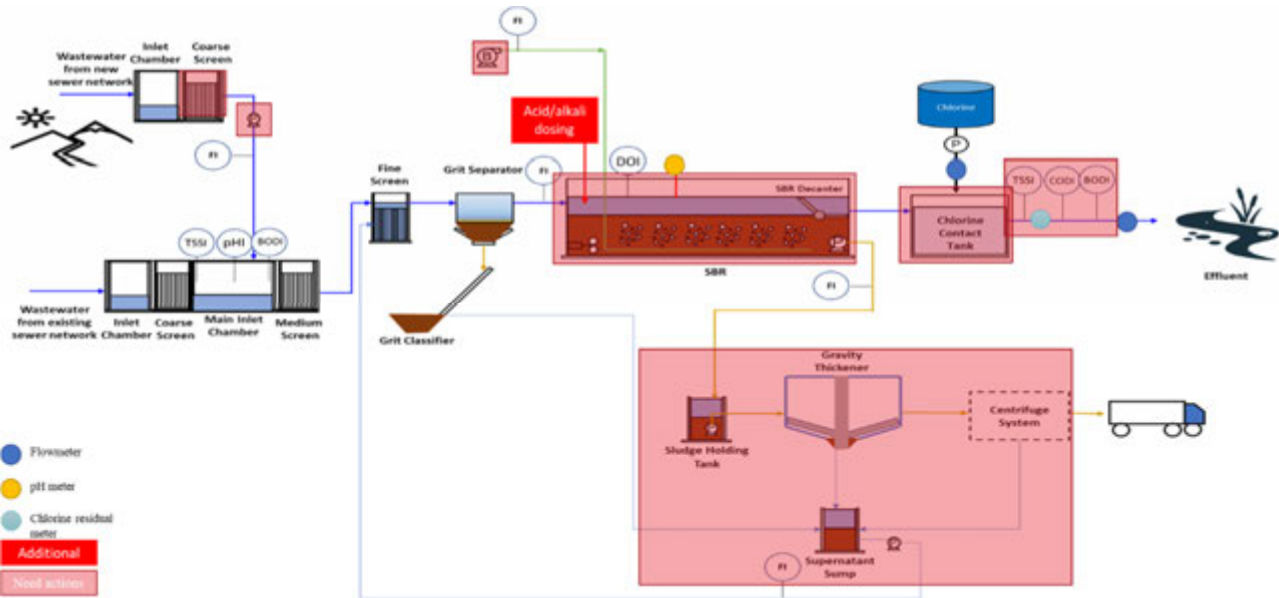 Wastewater
from new
sewer network
Inlet
Chamber
Coarse
Screen
P
FI
FI
B
Acid/alkali
dosing
Fine
Screen
Grit Separator
FI
DOI
SBR Decanter
P
SBR
Chlorine
P
TSSI
CClDI
BODI
Chlorine
Contact
Tank
Effluent
TSSI
pHI
BODI
Wastewater
from existing
sewer network
Inlet
Chamber
Coarse
Screen
Main Inlet
Chamber
Medium
Screen
Grit Classifier
FI
Gravity
Thickener
Centrifuge
System
Sludge Holding
Tank
P
Supernatant
Sump
P
FI
Flowmeter
pH meter
Chlorine residual
meter
Additional
Need actions